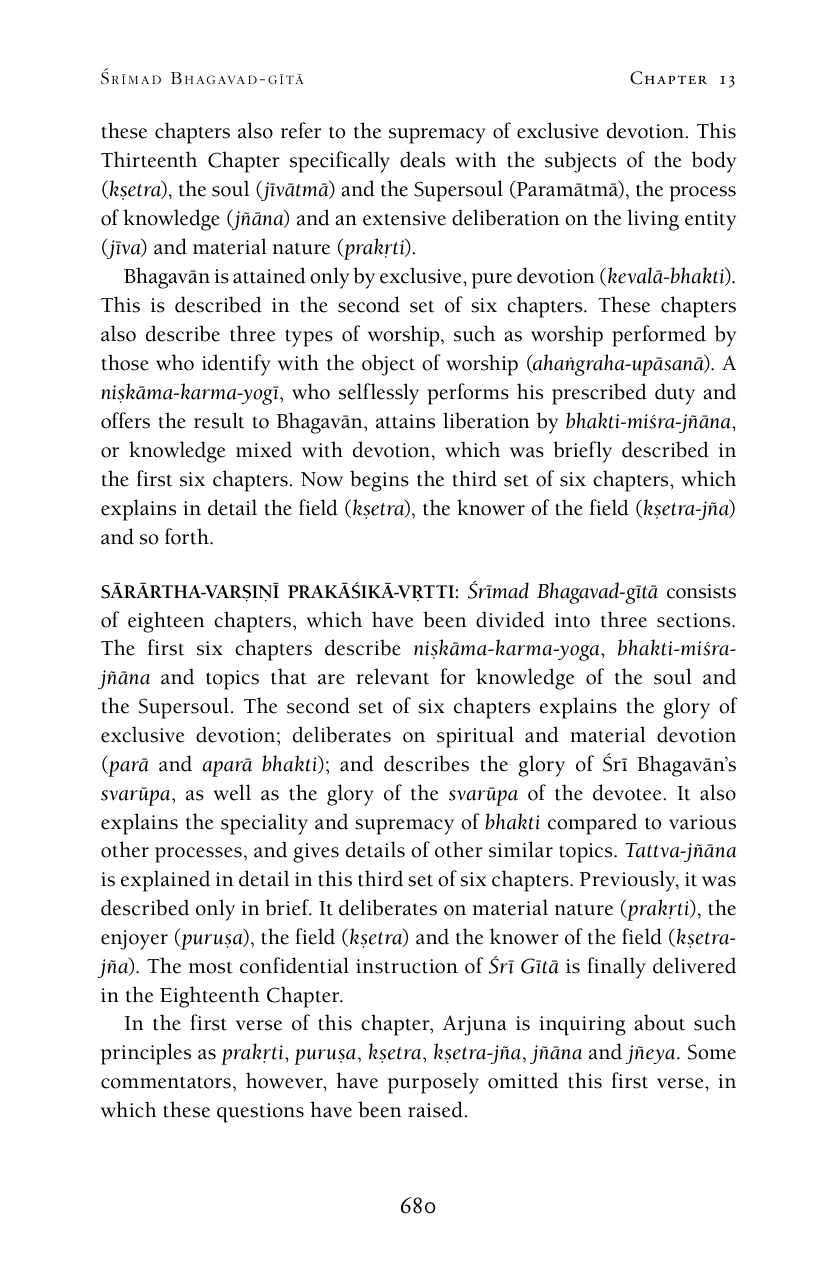 Śrīmad Bhagavad-gītā Chapter 13
these chapters also refer to the supremacy of exclusive devotion. This
Thirteenth Chapter specifically deals with the subjects of the body
(kṣetra), the soul (jīvātmā) and the Supersoul (Paramātmā), the process
of knowledge (jñāna) and an extensive deliberation on the living entity
(jīva) and material nature (prakṛti).
Bhagavān is attained only by exclusive, pure devotion (kevalā-bhakti).
This is described in the second set of six chapters. These chapters
also describe three types of worship, such as worship performed by
those who identify with the object of worship (ahaṅgraha-upāsanā). A
niṣkāma-karma-yogī, who selflessly performs his prescribed duty and
offers the result to Bhagavān, attains liberation by bhakti-miśra-jñāna,
or knowledge mixed with devotion, which was briefly described in
the first six chapters. Now begins the third set of six chapters, which
explains in detail the field (kṣetra), the knower of the field (kṣetra-jña)
and so forth.
SĀRĀRTHA-VARṢIṆĪ PRAKĀŚIKĀ-VṚTTI: Śrīmad Bhagavad-gītā consists
of eighteen chapters, which have been divided into three sections.
The first six chapters describe niṣkāma-karma-yoga, bhakti-miśra-
jñāna and topics that are relevant for knowledge of the soul and
the Supersoul. The second set of six chapters explains the glory of
exclusive devotion; deliberates on spiritual and material devotion
(parā and aparā bhakti); and describes the glory of Śrī Bhagavān's
svarūpa, as well as the glory of the svarūpa of the devotee. It also
explains the speciality and supremacy of bhakti compared to various
other processes, and gives details of other similar topics. Tattva-jñāna
is explained in detail in this third set of six chapters. Previously, it was
described only in brief. It deliberates on material nature (prakṛti), the
enjoyer (puruṣa), the field (kṣetra) and the knower of the field (kṣetra-
jña). The most confidential instruction of Śrī Gītā is finally delivered
in the Eighteenth Chapter.
In the first verse of this chapter, Arjuna is inquiring about such
principles as prakṛti, puruṣa, kṣetra, kṣetra-jña, jñāna and jñeya. Some
commentators, however, have purposely omitted this first verse, in
which these questions have been raised.
680